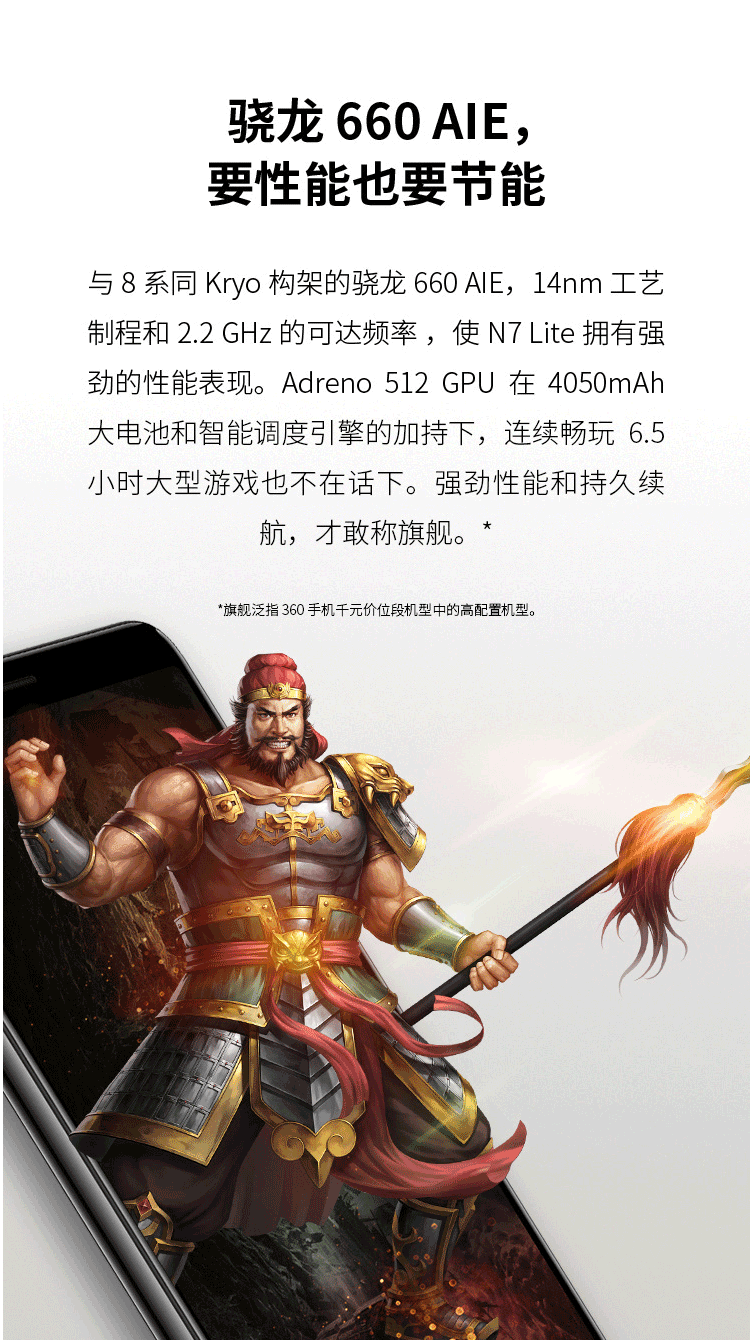 骁龙 660 AIE，
要性能也要节能
与 8 系同 Kryo 构架的骁龙 660 AIE，14nm 工艺
制程和 2.2 GHz 的可达频率 ，使 N7 Lite 拥有强
劲的性能表现。Adreno 512 GPU 在 4050mAh
大电池和智能调度引擎的加持下，连续畅玩 6.5
小时大型游戏也不在话下。强劲性能和持久续
航，才敢称旗舰。*
*旗舰泛指 360 手机千元价位段机型中的高配置机型。